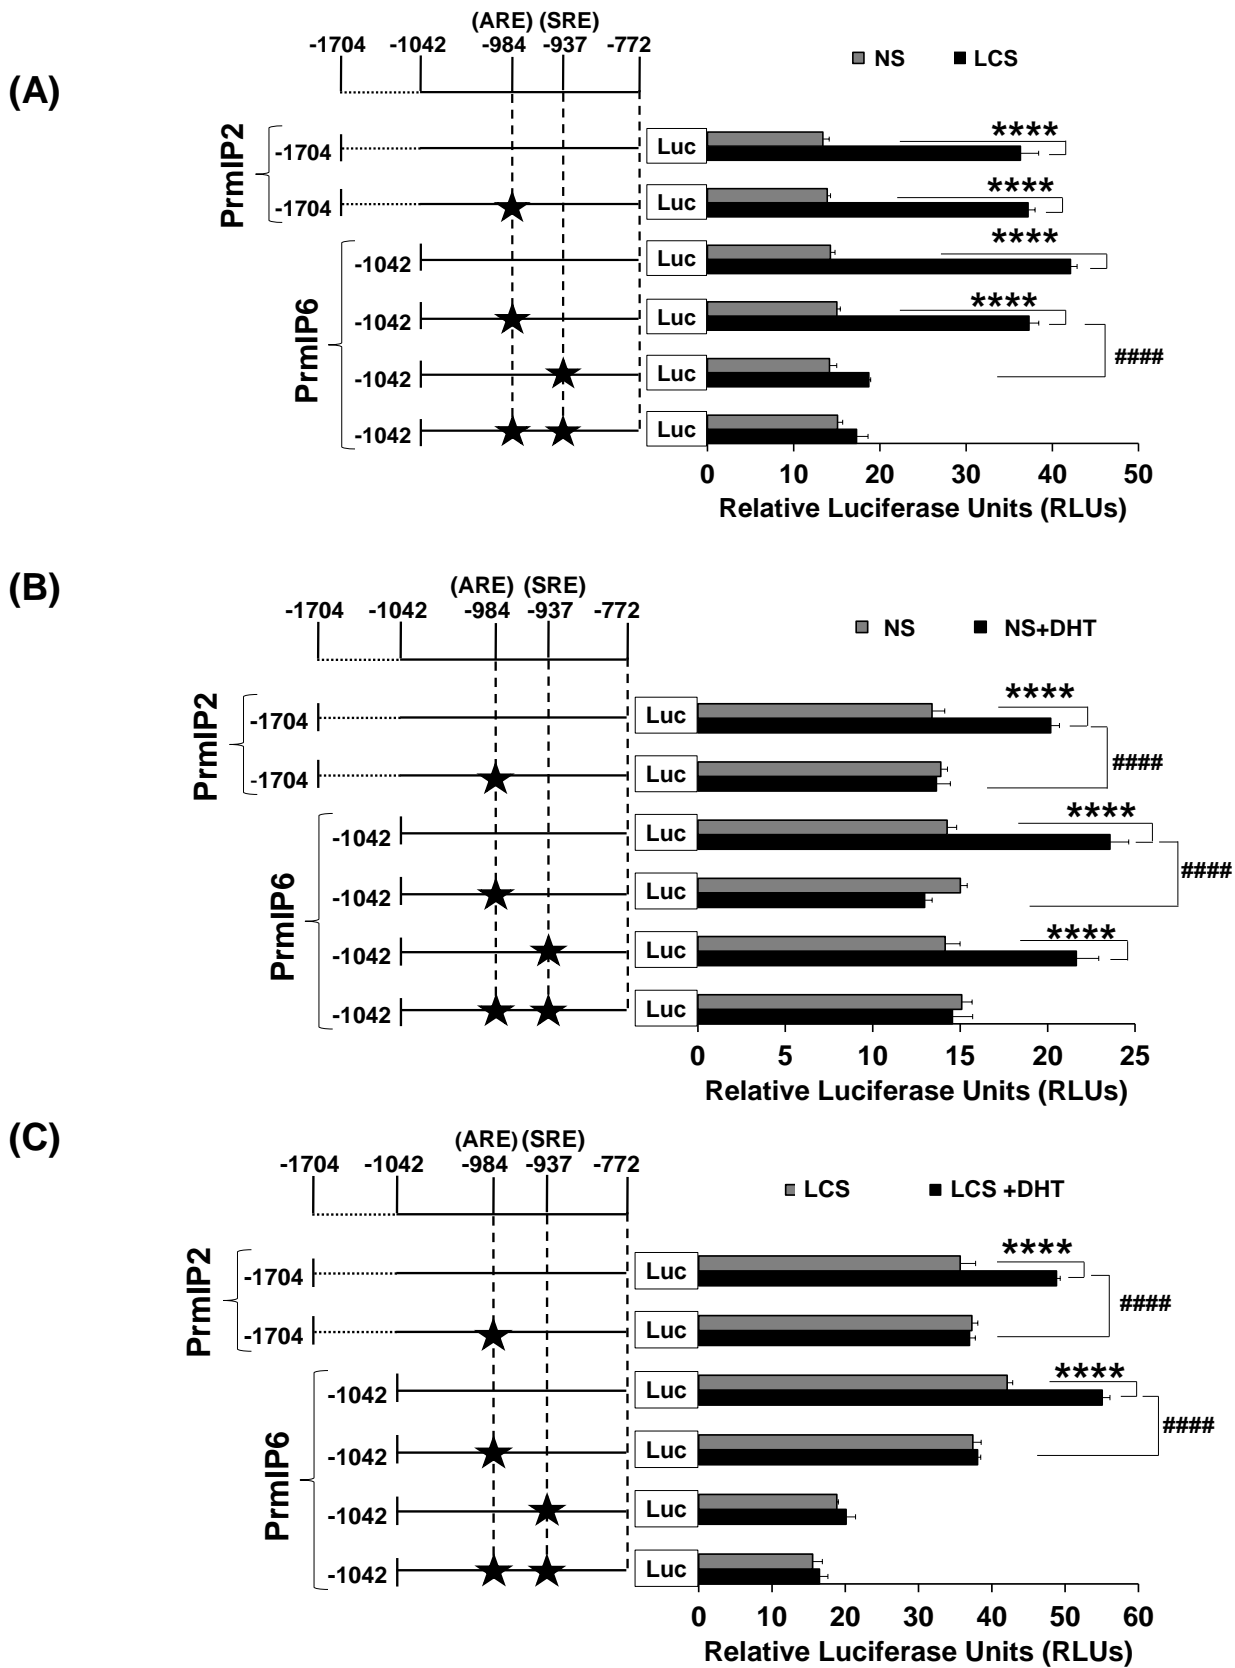 (A)
(ARE) (SRE)
-1704 -1042 -984 -937 -772
NS LCS
PrmIP2
-1704 Luc ****
-1704 Luc ****
PrmIP6
-1042 Luc ****
-1042 Luc ****
####
-1042 Luc
-1042 Luc
0 10 20 30 40 50
Relative Luciferase Units (RLUs)
(B)
(ARE) (SRE)
-1704 -1042 -984 -937 -772
NS NS+DHT
PrmIP2
-1704 Luc ****
####
-1704 Luc
PrmIP6
-1042 Luc ****
####
-1042 Luc
-1042 Luc ****
-1042 Luc
0 5 10 15 20 25
Relative Luciferase Units (RLUs)
(C)
(ARE) (SRE)
-1704 -1042 -984 -937 -772
LCS LCS +DHT
PrmIP2
-1704 Luc ****
####
-1704 Luc
PrmIP6
-1042 Luc ****
####
-1042 Luc
-1042 Luc
-1042 Luc
0 10 20 30 40 50 60
Relative Luciferase Units (RLUs)